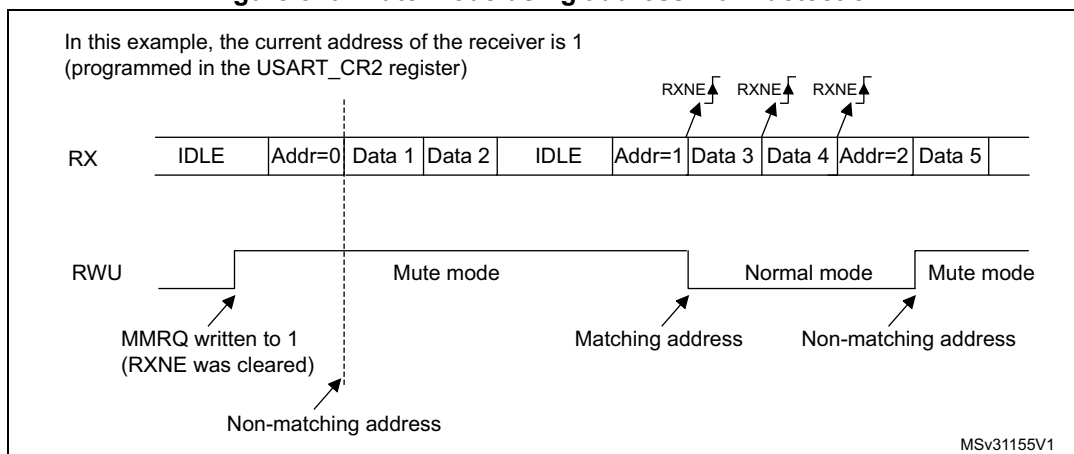 In this example, the current address of the receiver is 1
(programmed in the USART_CR2 register)
RXNE RXNE RXNE
RX IDLE Addr=0 Data 1 Data 2 IDLE Addr=1 Data 3 Data 4 Addr=2 Data 5
RWU Mute mode Normal mode Mute mode
MMRQ written to 1 Matching address Non-matching address
(RXNE was cleared)
Non-matching address
MSv31155V1